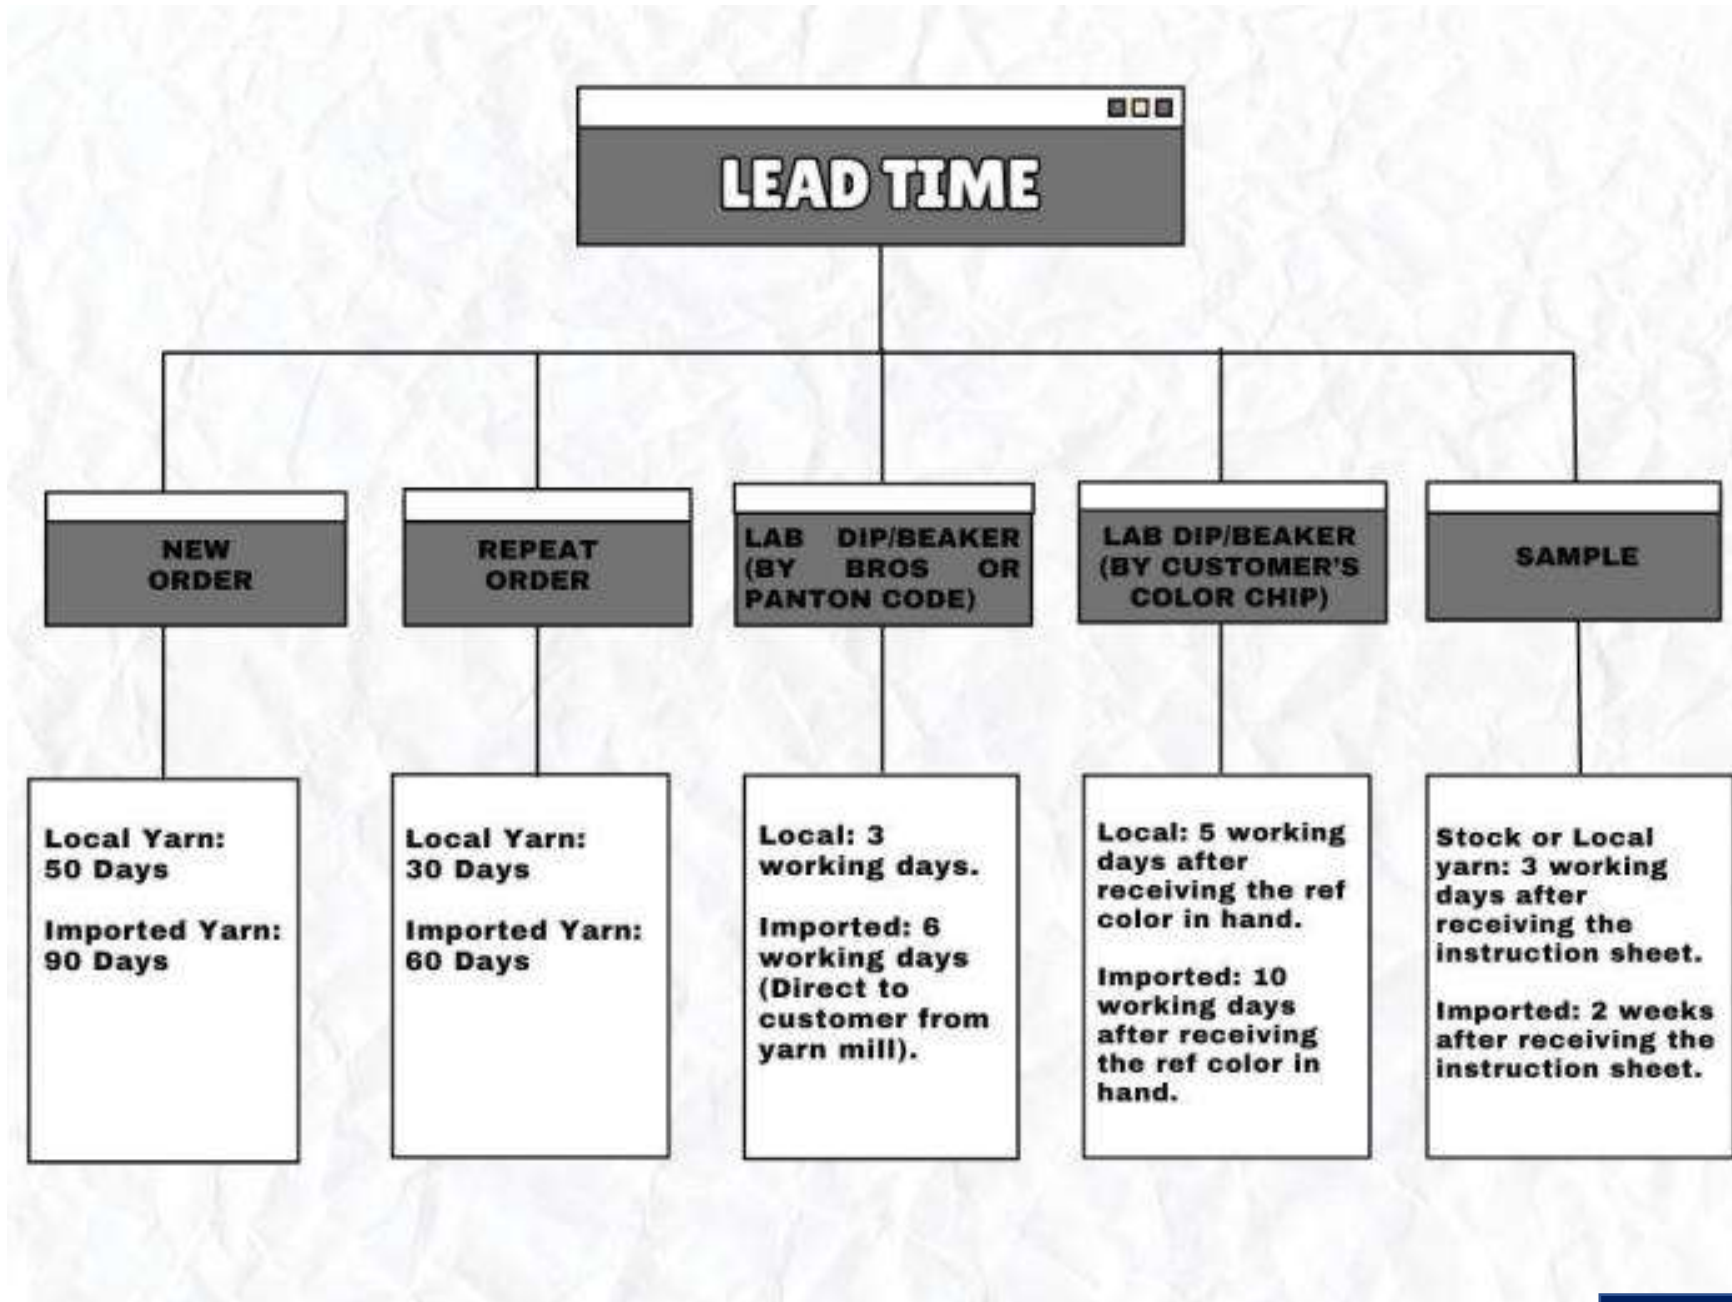 LEAD TIME
NEW
ORDER
REPEAT
ORDER
LAB DIP/BEAKER
(BY BROS OR
PANTON CODE)
LAB DIP/BEAKER
(BY CUSTOMER'S
COLOR CHIP)
SAMPLE
Local Yarn:
50 Days
Imported Yarn:
90 Days
Local Yarn:
30 Days
Imported Yarn:
60 Days
Local: 3
working days.
Imported: 6
working days
(Direct to
customer from
yarn mill).
Local: 5 working
days after
receiving the ref
color in hand.
Imported: 10
working days
after receiving
the ref color in
hand.
Stock or Local
yarn: 3 working
days after
receiving the
instruction sheet.
Imported: 2 weeks
after receiving the
instruction sheet.